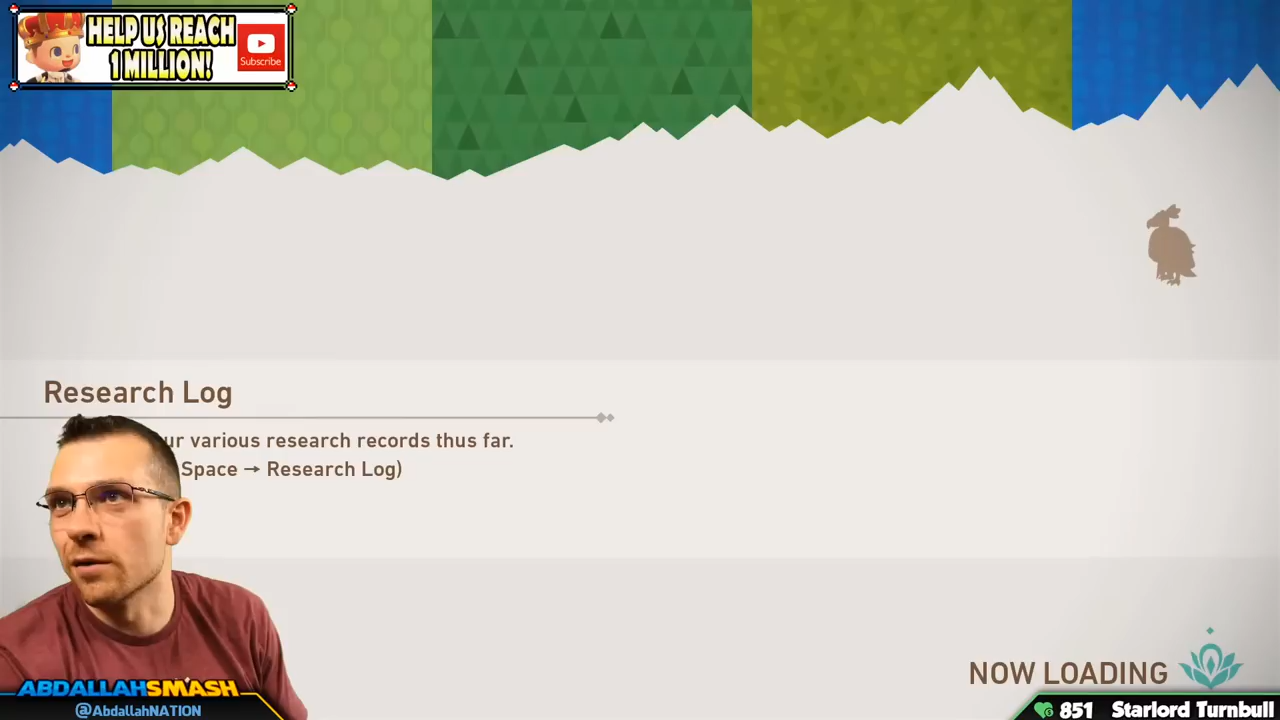 HELP US REACH
1 MILLION!
Subscribe
Research Log
ur various research records thus far.
Space → Research Log)
NOW LOADING
ABDALLAHSMASH
@AbdallahNATION
851 Starlord Turnbull